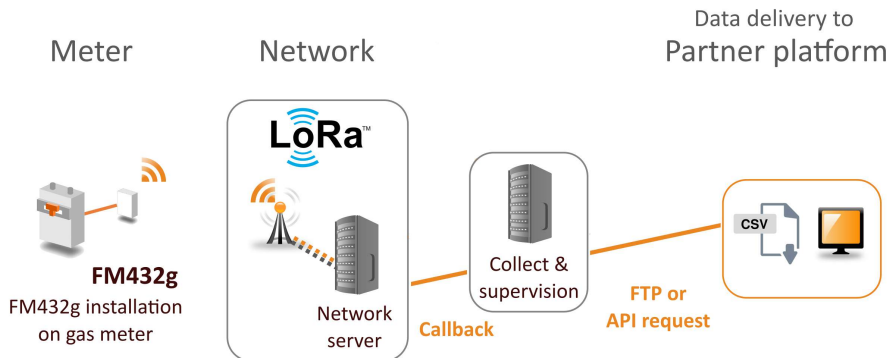 Meter
Network
Data delivery to
Partner platform
LoRa™
FM432g
FM432g installation
on gas meter
Network
server
Callback
Collect &
supervision
FTP or
API request
CSV